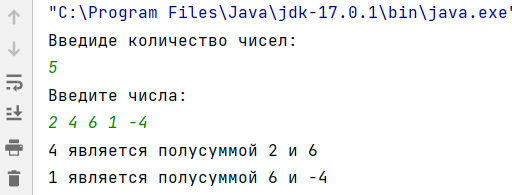 "C:\Program Files\Java\jdk-17.0.1\bin\java.exe"
Введиде количество чисел:
5
Введите числа:
2 4 6 1 -4
4 является полусуммой 2 и 6
1 является полусуммой 6 и -4